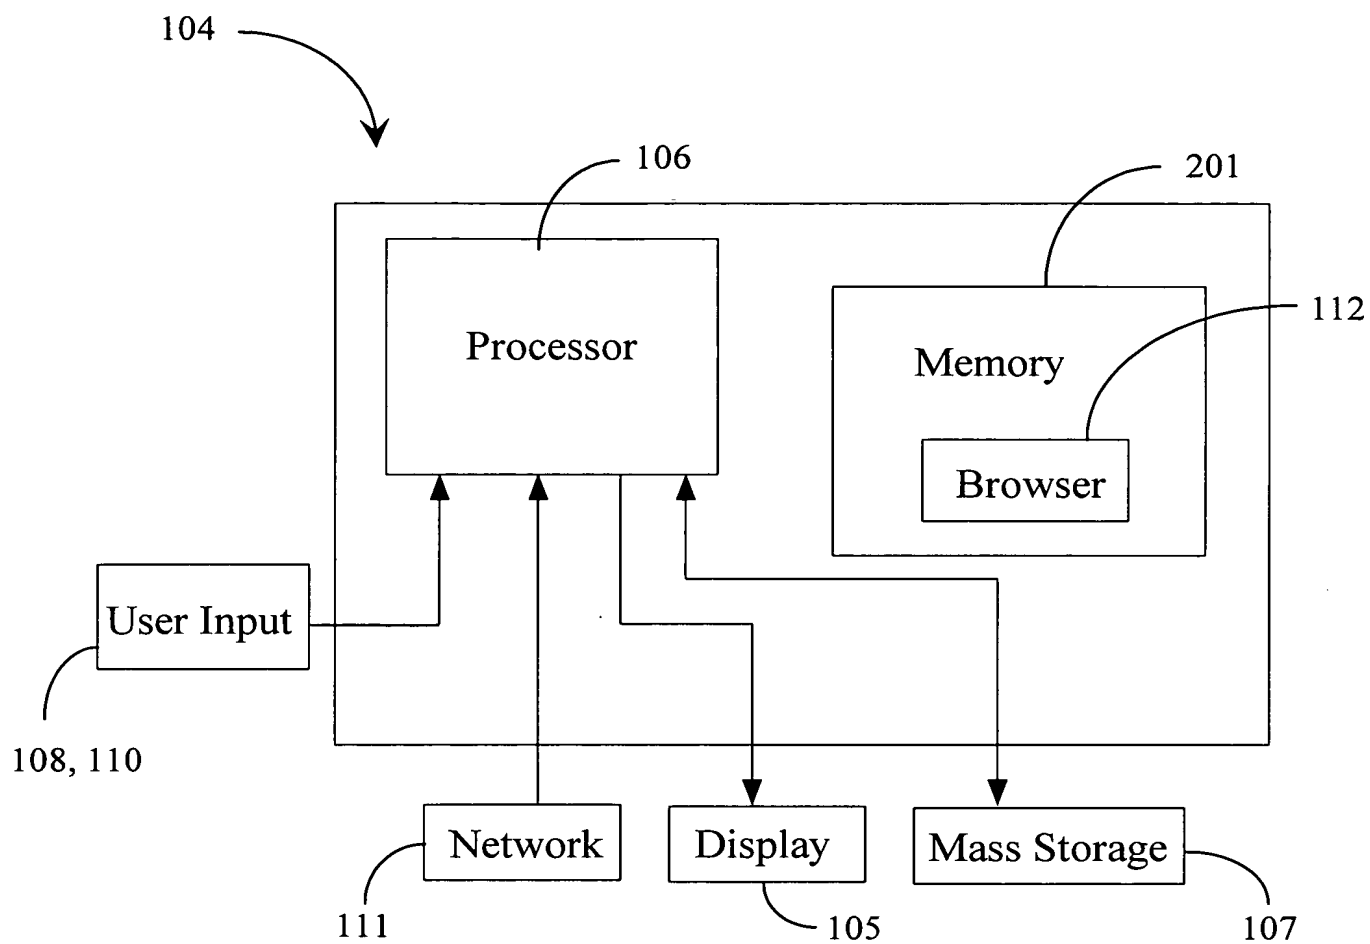 104
106
201
112
Processor
Memory
Browser
User Input
108, 110
Network
Display
Mass Storage
111
105
107